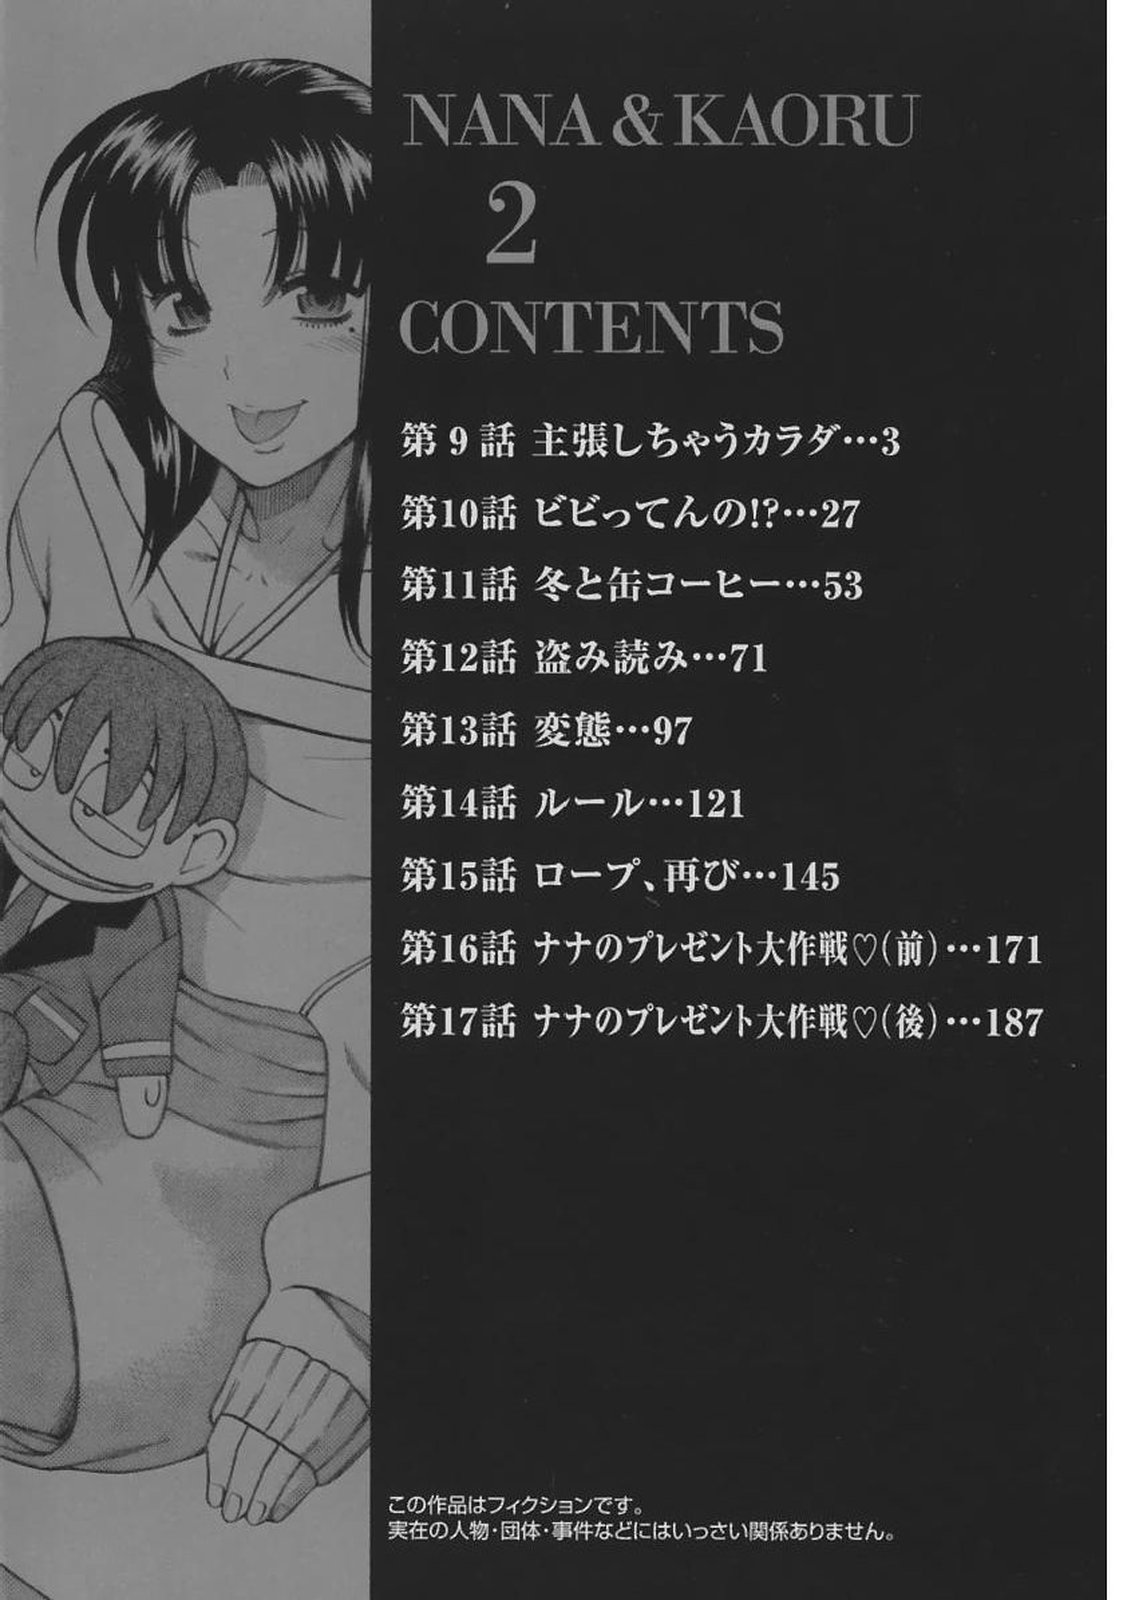 NANA & KAORU
2
CONTENTS
第9話 主張しちゃうカラダ…3
第10話 ビビってんの!?…27
第11話 冬と缶コーヒー…53
第12話 盗み読み…71
第13話 変態…97
第14話 ルール…121
第15話 ロープ、再び…145
第16話 ナナのプレゼント大作戦♡(前)…171
第17話 ナナのプレゼント大作戦♡(後)…187
この作品はフィクションです。
実在の人物・団体・事件などにはいっさい関係ありません。